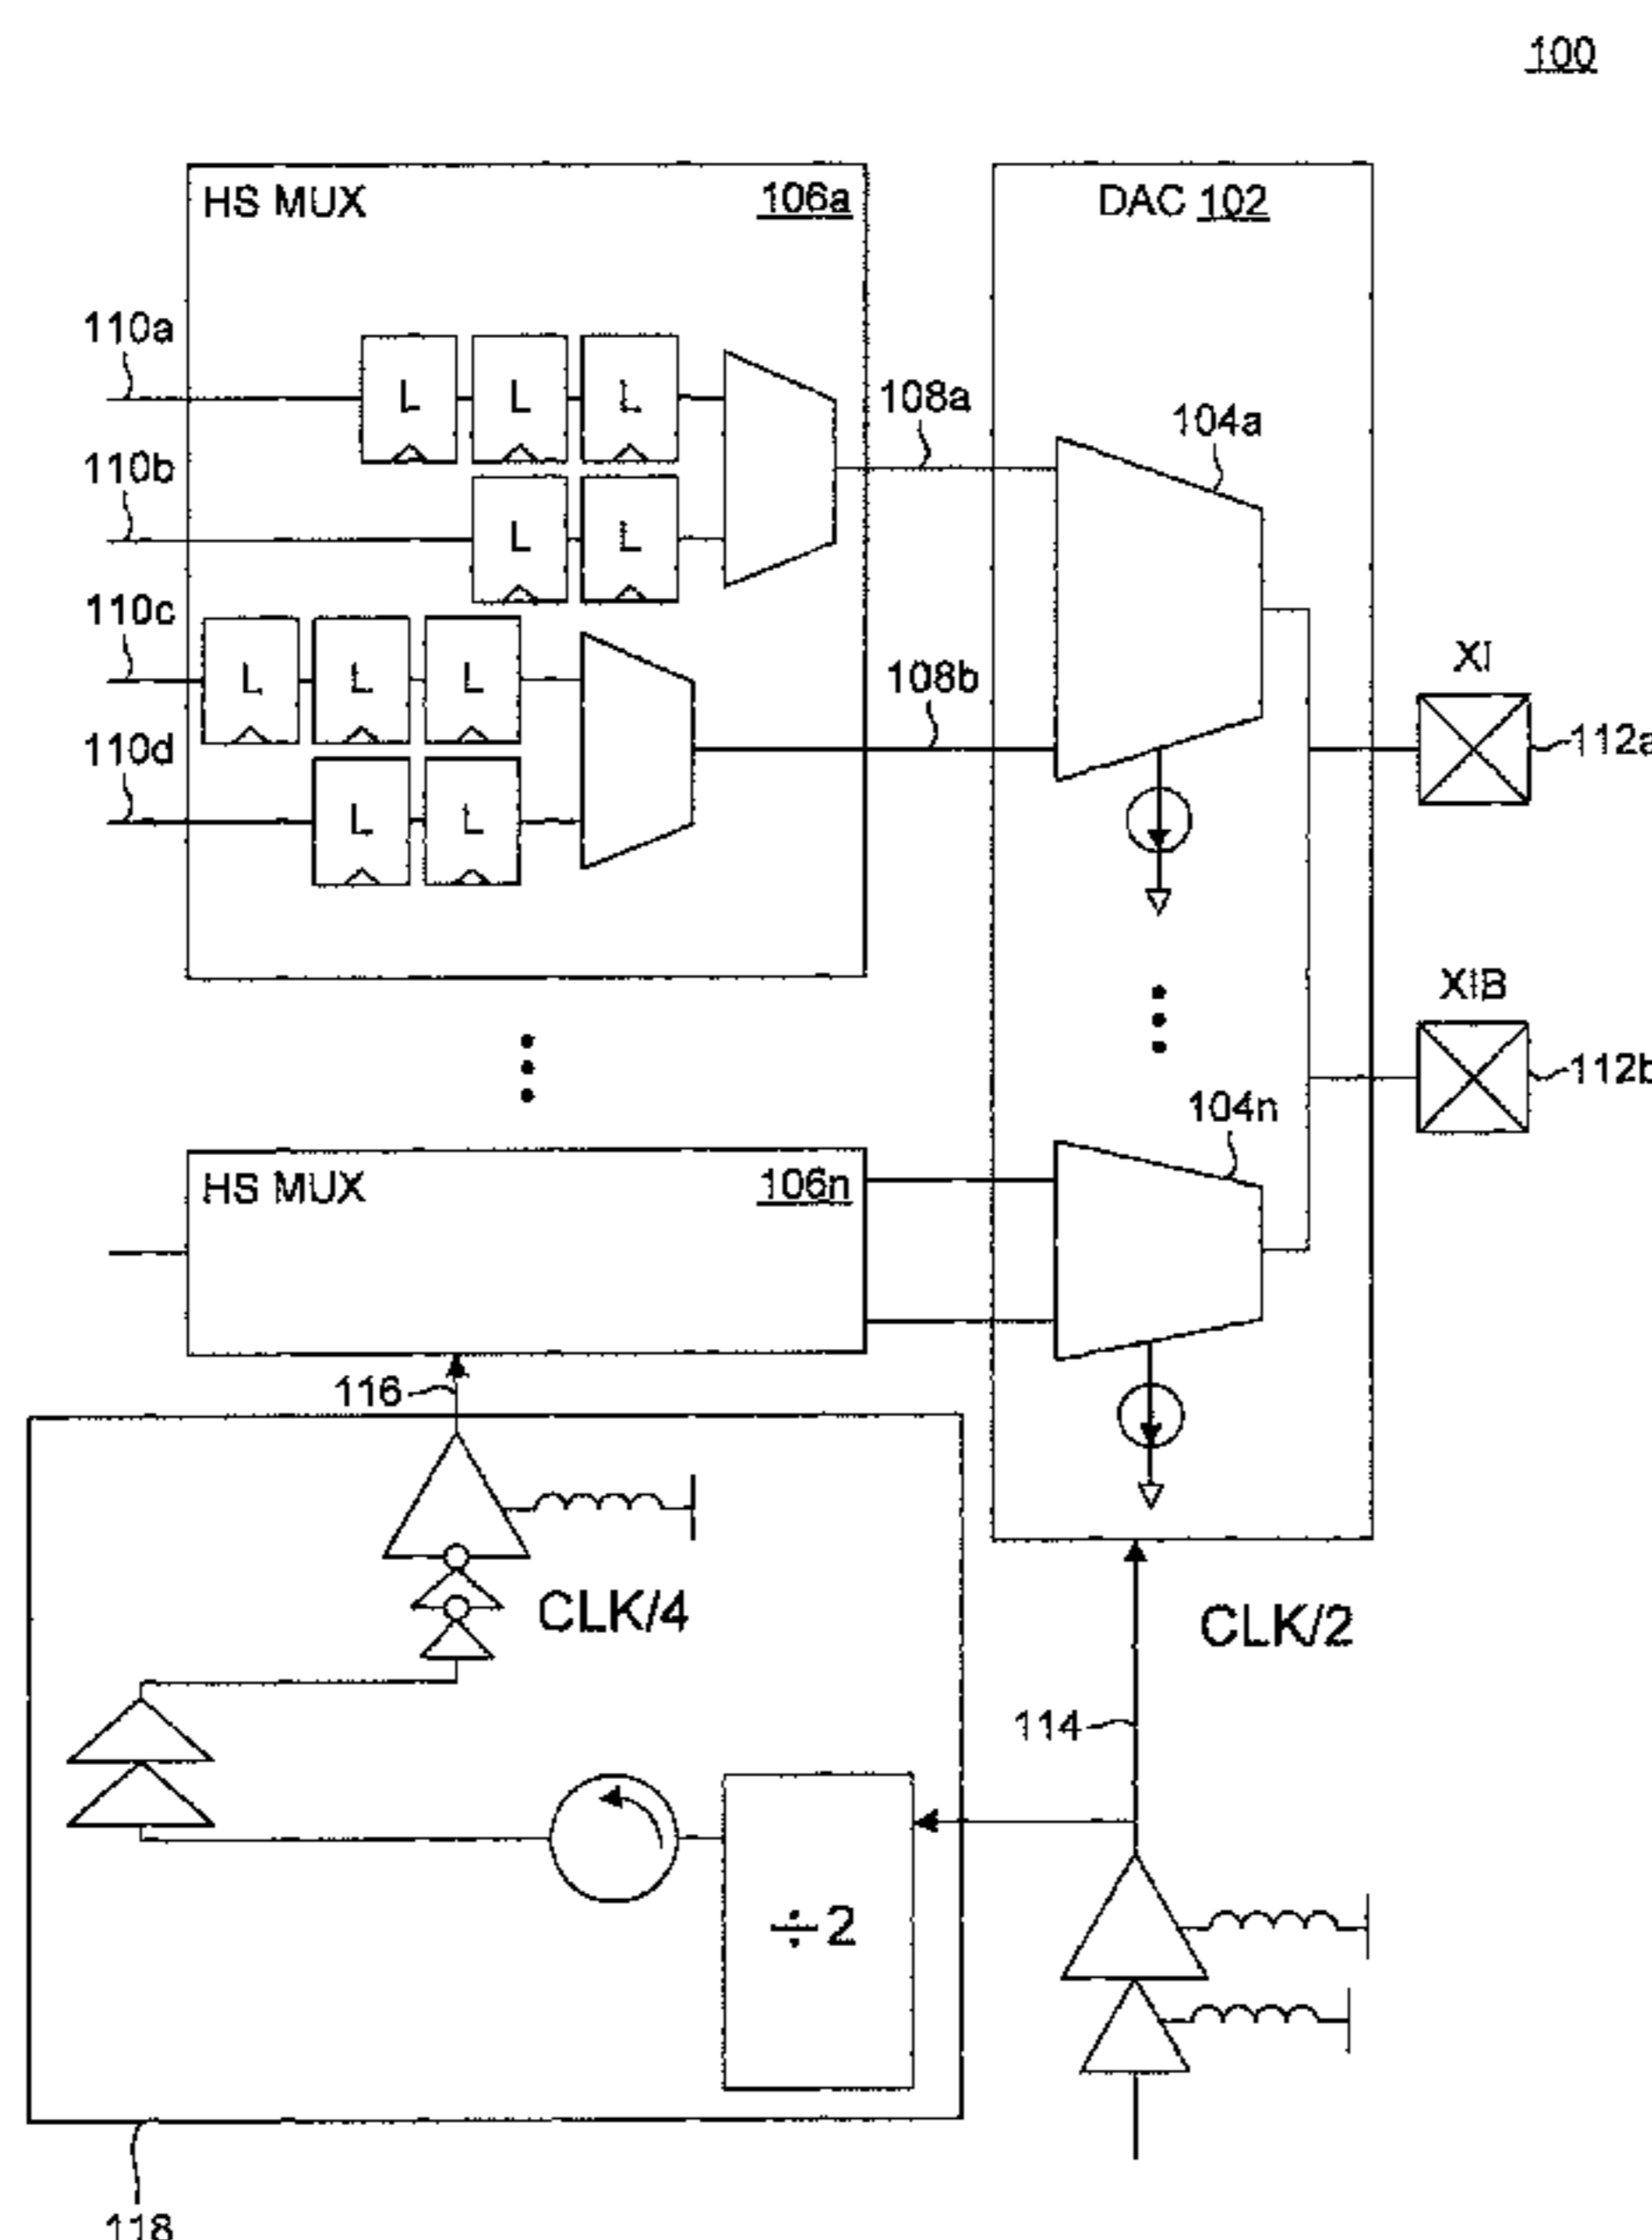 100
HS MUX 106a
DAC 102
110a
L L L
108a
104a
110b
L L
110c
L L L
108b
XI
110d
112a
L L
XIB
112b
104n
HS MUX 106n
116
CLK/4
CLK/2
114
÷2
118